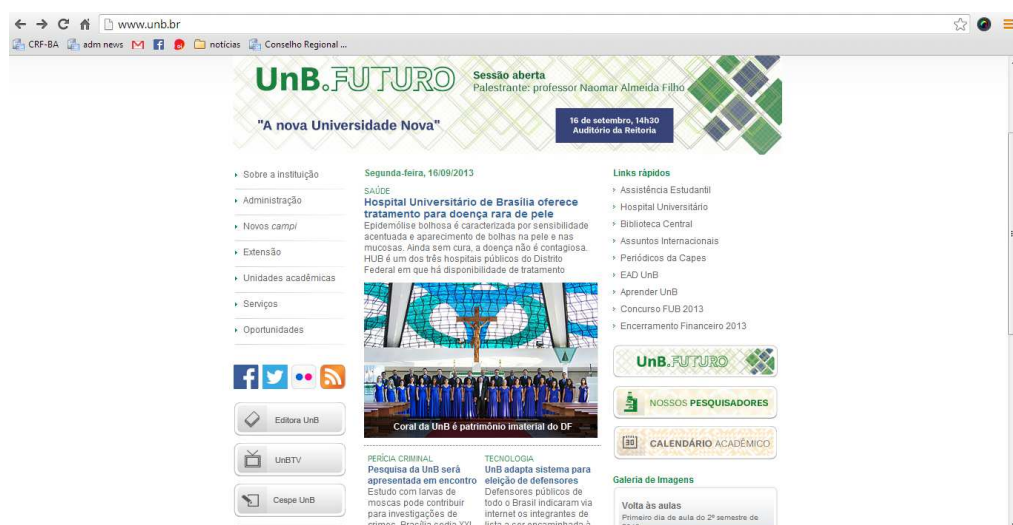 www.unb.br
CRF-BA adm news notícias Conselho Regional ...
UnB.FUTURO
Sessão aberta
Palestrante: professor Naomar Almeida Filho
"A nova Universidade Nova"
16 de setembro, 14h30
Auditório da Reitoria
Sobre a instituição
Administração
Novos campi
Extensão
Unidades acadêmicas
Serviços
Oportunidades
Editora UnB
UnBTV
Cespe UnB
Segunda-feira, 16/09/2013
SAÚDE
Hospital Universitário de Brasília oferece
tratamento para doença rara de pele
Epidemólise bolhosa é caracterizada por sensibilidade
acentuada e aparecimento de bolhas na pele e nas
mucosas. Ainda sem cura, a doença não é contagiosa.
HUB é um dos três hospitais públicos do Distrito
Federal em que há disponibilidade de tratamento
Coral da UnB é patrimônio imaterial do DF
PERÍCIA CRIMINAL
Pesquisa da UnB será
apresentada em encontro
Estudo com larvas de
moscas pode contribuir
para investigações de
crimes. Brasília sedia XXI
TECNOLOGIA
UnB adapta sistema para
eleição de defensores
Defensores públicos de
todo o Brasil indicaram via
internet os integrantes de
lista a ser encaminhada à
Links rápidos
Assistência Estudantil
Hospital Universitário
Biblioteca Central
Assuntos Internacionais
Periódicos da Capes
EAD UnB
Aprender UnB
Concurso FUB 2013
Encerramento Financeiro 2013
UnB.FUTURO
NOSSOS PESQUISADORES
30
CALENDÁRIO ACADÊMICO
Galeria de Imagens
Volta às aulas
Primeiro dia de aula do 2º semestre de